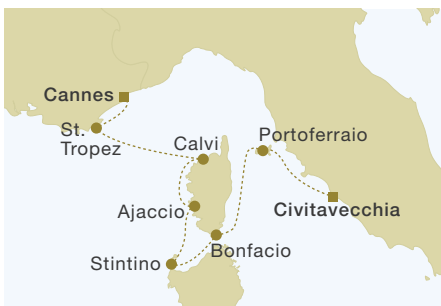 Cannes
St.
Tropez
Calvi
Portoferraio
Ajaccio
Civitavecchia
Bonfacio
Stintino